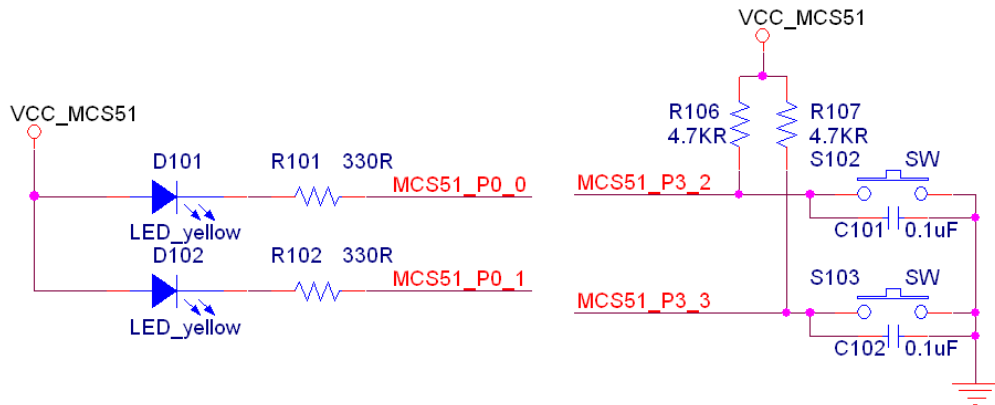 VCC_MCS51
D101 R101 330R
MCS51_P0_0
LED_yellow
D102 R102 330R
MCS51_P0_1
LED_yellow
VCC_MCS51
R106 R107
4.7KR 4.7KR
S102 SW
MCS51_P3_2
C101 0.1uF
S103 SW
MCS51_P3_3
C102 0.1uF